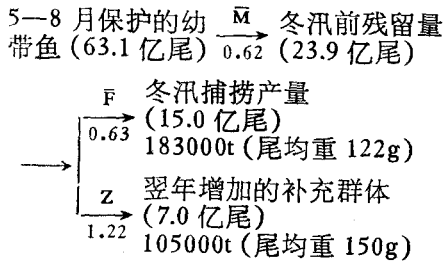 5—8 月保护的幼 M̄ 冬汛前残留量
带鱼 (63.1 亿尾) 0.62 (23.9 亿尾)
F̄ 冬汛捕捞产量
0.63 (15.0 亿尾)
183000t (尾均重 122g)
Z 翌年增加的补充群体
1.22 (7.0 亿尾)
105000t (尾均重 150g)